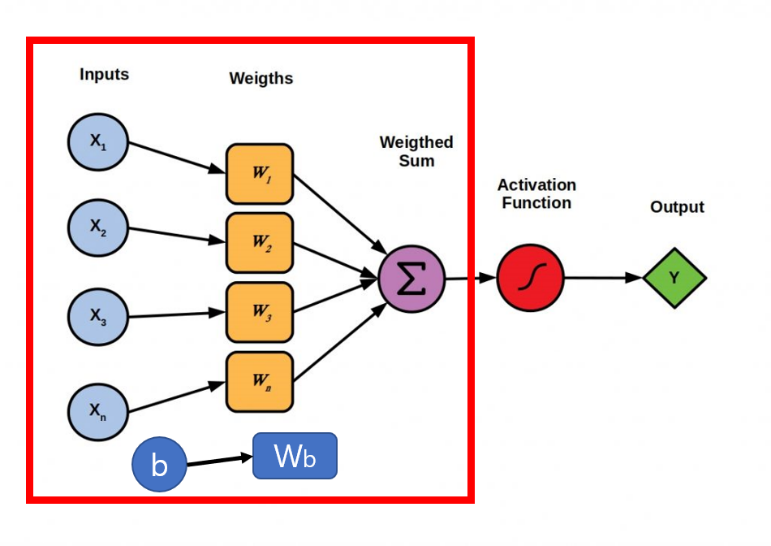 Inputs
Weigths
Weigthed
Sum
Activation
Function
Output
X₁
X₂
X₃
Xₙ
W₁
W₂
W₃
Wₙ
Σ
∫
Y
b
Wb